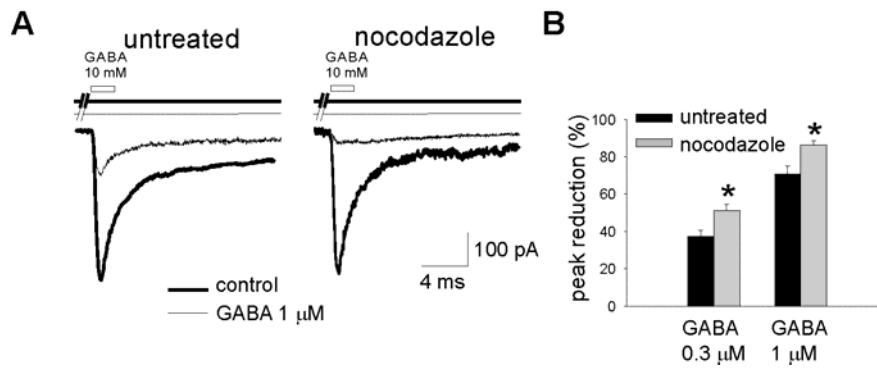 A
untreated
nocodazole
GABA
10 mM
GABA
10 mM
100 pA
4 ms
control
GABA 1 μM
B
untreated
nocodazole
*
*
peak reduction (%)
100
80
60
40
20
0
GABA
0.3 μM
GABA
1 μM